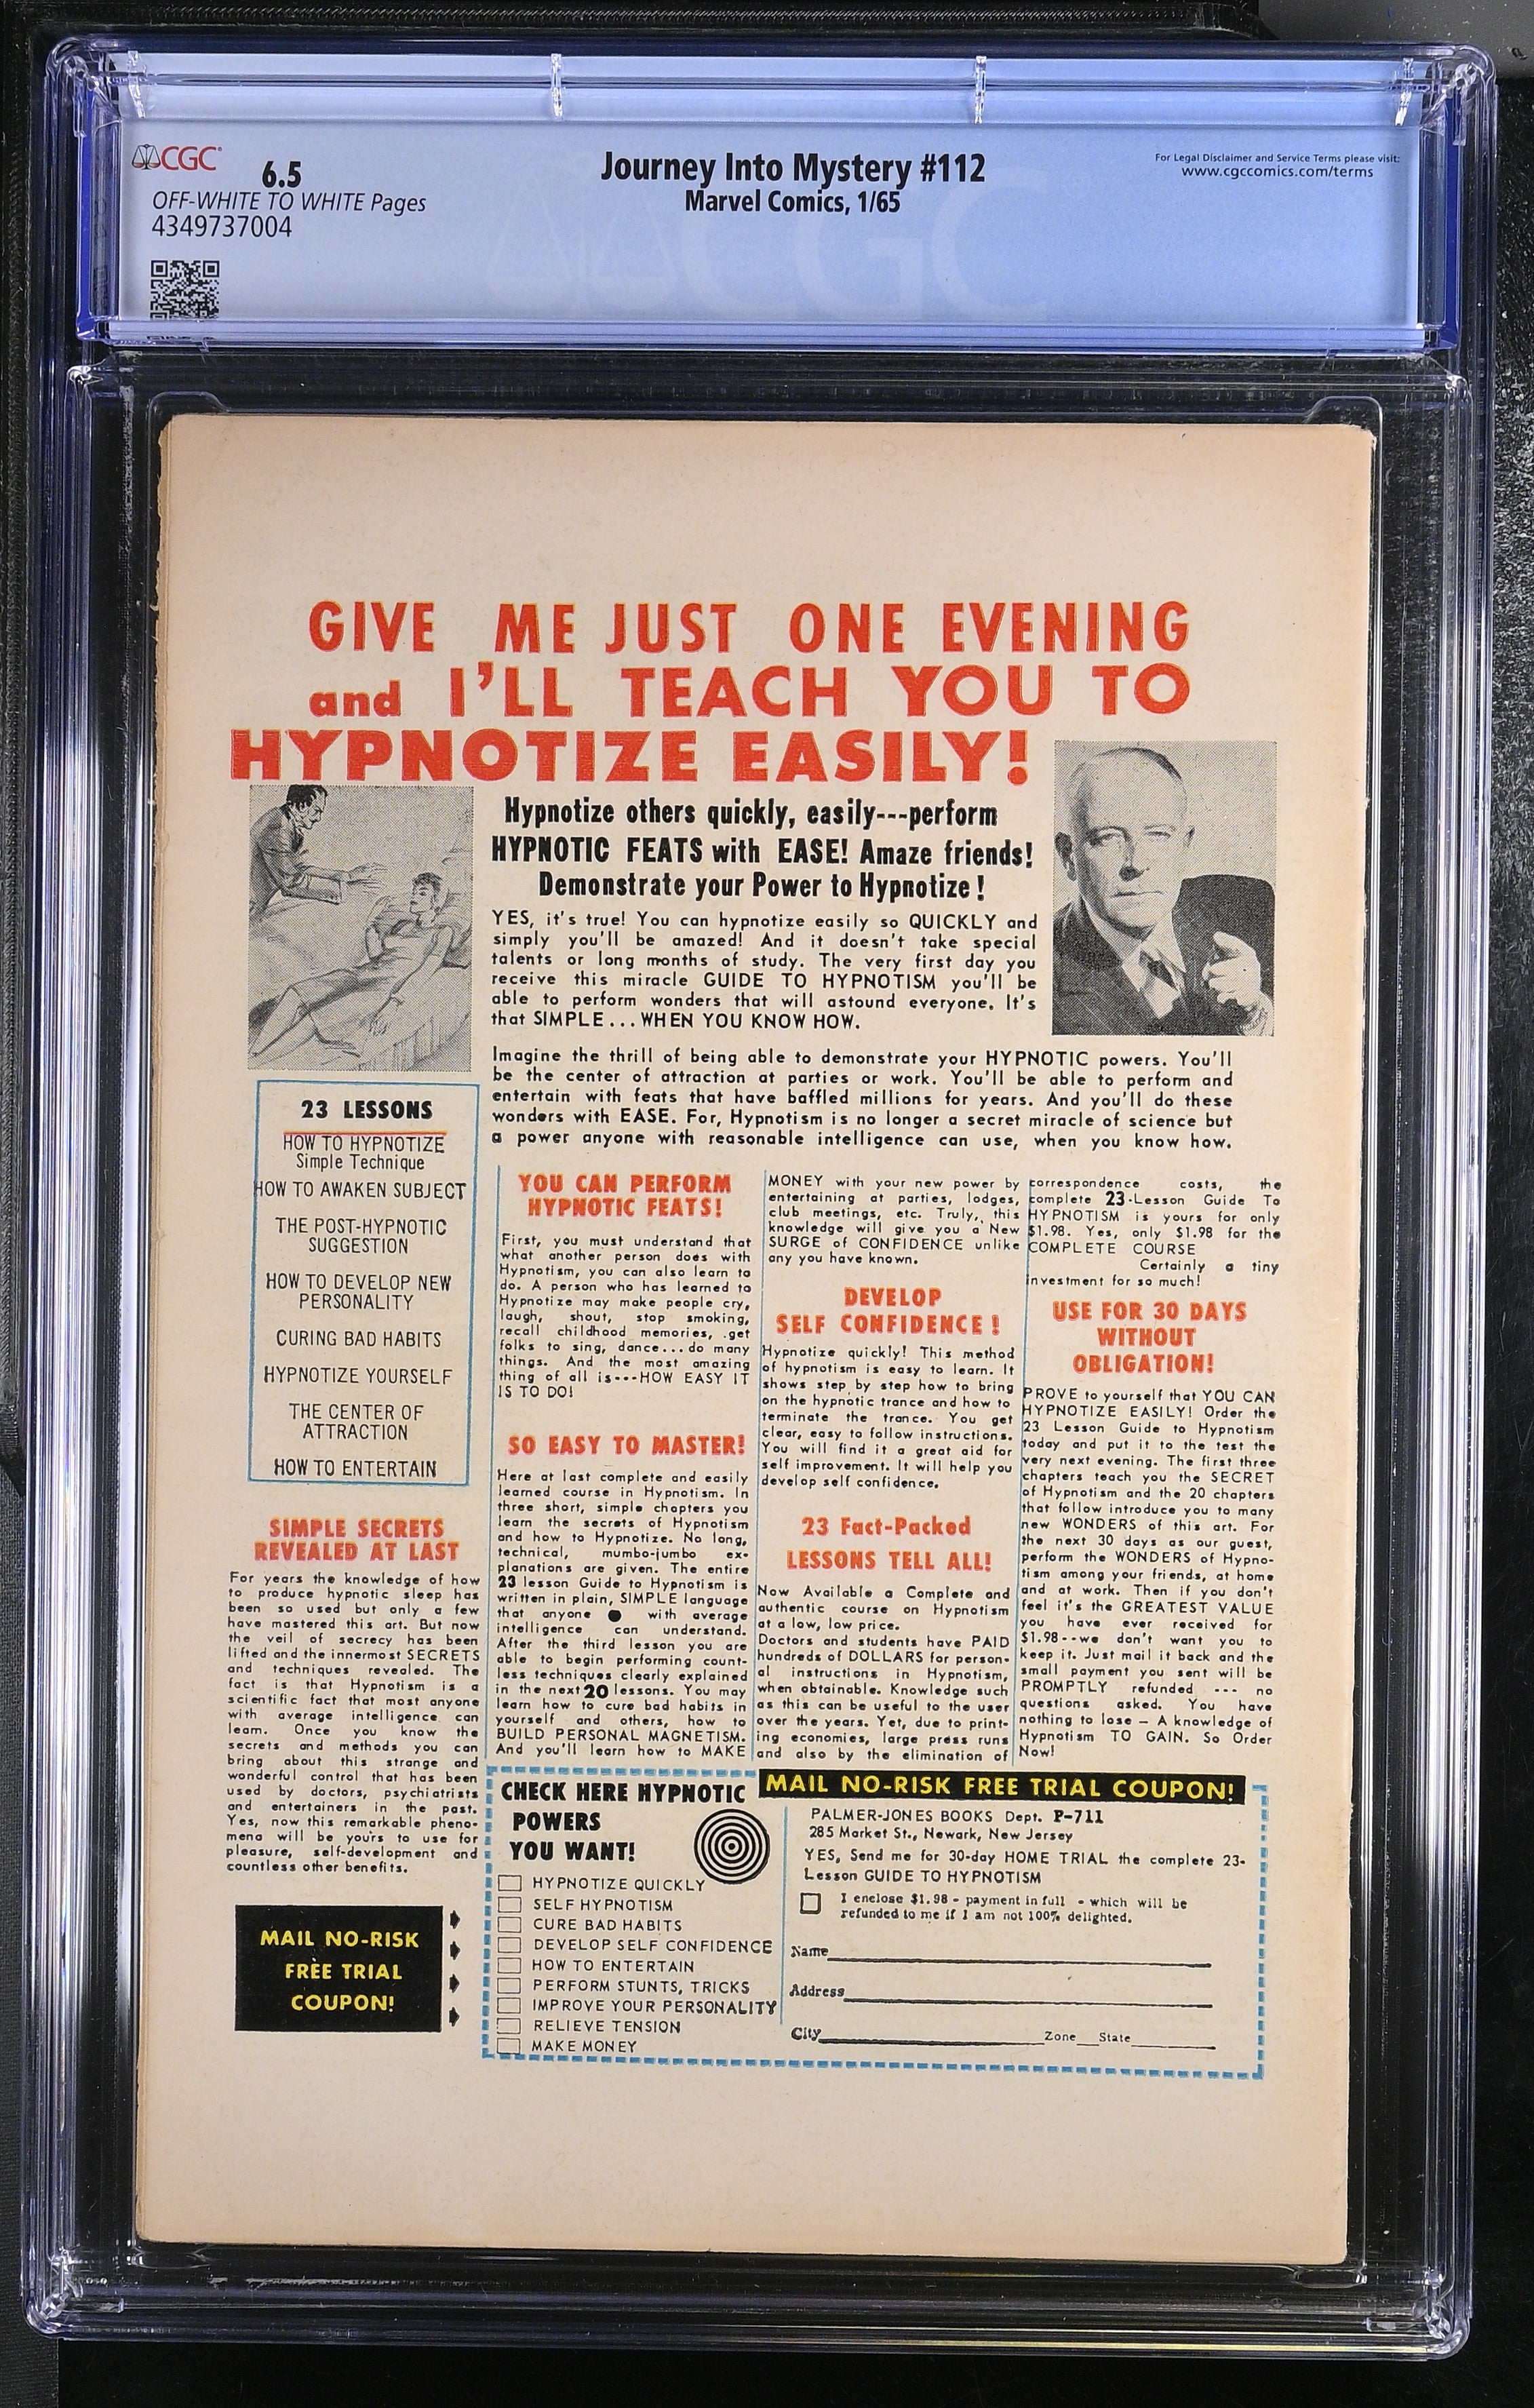 CGC
6.5
OFF-WHITE TO WHITE Pages
4349737004
Journey Into Mystery #112
Marvel Comics, 1/65
For Legal Disclaimer and Service Terms please visit:
www.cgccomics.com/terms
GIVE ME JUST ONE EVENING
and I'LL TEACH YOU TO
HYPNOTIZE EASILY!
Hypnotize others quickly, easily---perform
HYPNOTIC FEATS with EASE! Amaze friends!
Demonstrate your Power to Hypnotize!
YES, it's true! You can hypnotize easily so QUICKLY and
simply you'll be amazed! And it doesn't take special
talents or long months of study. The very first day you
receive this miracle GUIDE TO HYPNOTISM you'll be
able to perform wonders that will astound everyone. It's
that SIMPLE...WHEN YOU KNOW HOW.
Imagine the thrill of being able to demonstrate your HYPNOTIC powers. You'll
be the center of attraction at parties or work. You'll be able to perform and
entertain with feats that have baffled millions for years. And you'll do these
wonders with EASE. For, Hypnotism is no longer a secret miracle of science but
a power anyone with reasonable intelligence can use, when you know how.
23 LESSONS
HOW TO HYPNOTIZE
Simple Technique
HOW TO AWAKEN SUBJECT
THE POST-HYPNOTIC
SUGGESTION
HOW TO DEVELOP NEW
PERSONALITY
CURING BAD HABITS
HYPNOTIZE YOURSELF
THE CENTER OF
ATTRACTION
HOW TO ENTERTAIN
SIMPLE SECRETS
REVEALED AT LAST
For years the knowledge of how
to produce hypnotic sleep has
been so used but only a few
have mastered this art. But now
the veil of secrecy has been
lifted and the innermost SECRETS
and techniques revealed. The
fact is that Hypnotism is a
scientific fact that most anyone
with average intelligence can
learn. Once you know the
secrets and methods you can
bring about this strange and
wonderful control that has been
used by doctors, psychiatrists
and entertainers in the past.
Yes, now this remarkable pheno-
mena will be yours to use for
pleasure, self-development and
countless other benefits.
MAIL NO-RISK
FREE TRIAL
COUPON!
YOU CAN PERFORM
HYPNOTIC FEATS!
First, you must understand that
what another person does with
Hypnotism, you can also learn to
do. A person who has learned to
Hypnotize may make people cry,
laugh, shout, stop smoking,
recall childhood memories, .get
folks to sing, dance...do many
things. And the most amazing
thing of all is---HOW EASY IT
IS TO DO!
SO EASY TO MASTER!
Here at last complete and easily
learned course in Hypnotism. In
three short, simple chapters you
learn the secrets of Hypnotism
and how to Hypnotize. No long,
technical, mumbo-jumbo ex-
planations are given. The entire
23 lesson Guide to Hypnotism is
written in plain, SIMPLE language
that anyone with average
intelligence can understand.
After the third lesson you are
able to begin performing count-
less techniques clearly explained
in the next 20 lessons. You may
learn how to cure bad habits in
yourself and others, how to
BUILD PERSONAL MAGNETISM.
And you'll learn how to MAKE
MONEY with your new power by
entertaining at parties, lodges,
club meetings, etc. Truly, this
knowledge will give you a New
SURGE of CONFIDENCE unlike
any you have known.
DEVELOP
SELF CONFIDENCE!
Hypnotize quickly! This method
of hypnotism is easy to learn. It
shows step by step how to bring
on the hypnotic trance and how to
terminate the trance. You get
clear, easy to follow instructions.
You will find it a great aid for
self improvement. It will help you
develop self confidence.
23 Fact-Packed
LESSONS TELL ALL!
Now Available a Complete and
authentic course on Hypnotism
at a low, low price.
Doctors and students have PAID
hundreds of DOLLARS for person-
al instructions in Hypnotism,
when obtainable. Knowledge such
as this can be useful to the user
over the years. Yet, due to print-
ing economies, large press runs
and also by the elimination of
correspondence costs, the
complete 23-Lesson Guide To
HYPNOTISM is yours for only
$1.98. Yes, only $1.98 for the
COMPLETE COURSE
Certainly a tiny
investment for so much!
USE FOR 30 DAYS
WITHOUT
OBLIGATION!
PROVE to yourself that YOU CAN
HYPNOTIZE EASILY! Order the
23 Lesson Guide to Hypnotism
today and put it to the test the
very next evening. The first three
chapters teach you the SECRET
of Hypnotism and the 20 chapters
that follow introduce you to many
new WONDERS of this art. For
the next 30 days as our guest,
perform the WONDERS of Hypno-
tism among your friends, at home
and at work. Then if you don't
feel it's the GREATEST VALUE
you have ever received for
$1.98--we don't want you to
keep it. Just mail it back and the
small payment you sent will be
PROMPTLY refunded --- no
questions asked. You have
nothing to lose — A knowledge of
Hypnotism TO GAIN. So Order
Now!
CHECK HERE HYPNOTIC
POWERS
YOU WANT!
HYPNOTIZE QUICKLY
SELF HYPNOTISM
CURE BAD HABITS
DEVELOP SELF CONFIDENCE
HOW TO ENTERTAIN
PERFORM STUNTS, TRICKS
IMPROVE YOUR PERSONALITY
RELIEVE TENSION
MAKE MONEY
MAIL NO-RISK FREE TRIAL COUPON!
PALMER-JONES BOOKS Dept. P-711
285 Market St., Newark, New Jersey
YES, Send me for 30-day HOME TRIAL the complete 23-
Lesson GUIDE TO HYPNOTISM
I enclose $1.98 - payment in full - which will be
refunded to me if I am not 100% delighted.
Name
Address
City Zone State